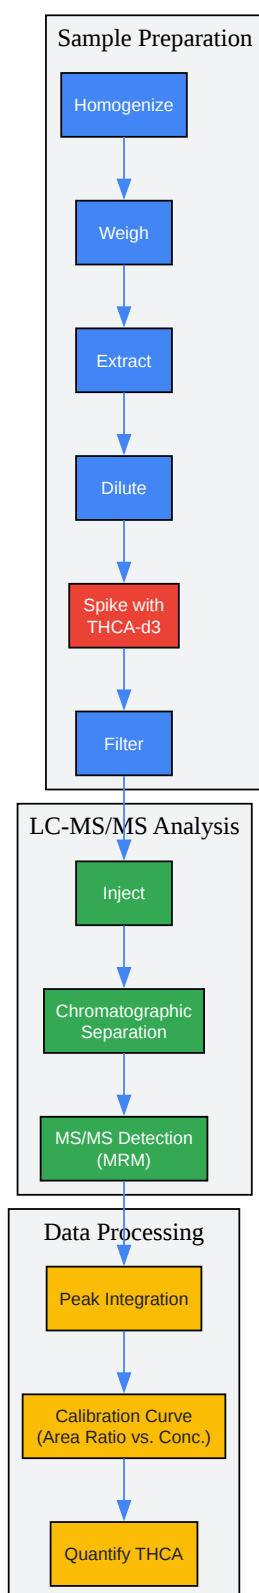 Sample Preparation
Homogenize
Weigh
Extract
Dilute
Spike with
THCA-d3
Filter
LC-MS/MS Analysis
Inject
Chromatographic
Separation
MS/MS Detection
(MRM)
Data Processing
Peak Integration
Calibration Curve
(Area Ratio vs. Conc.)
Quantify THCA